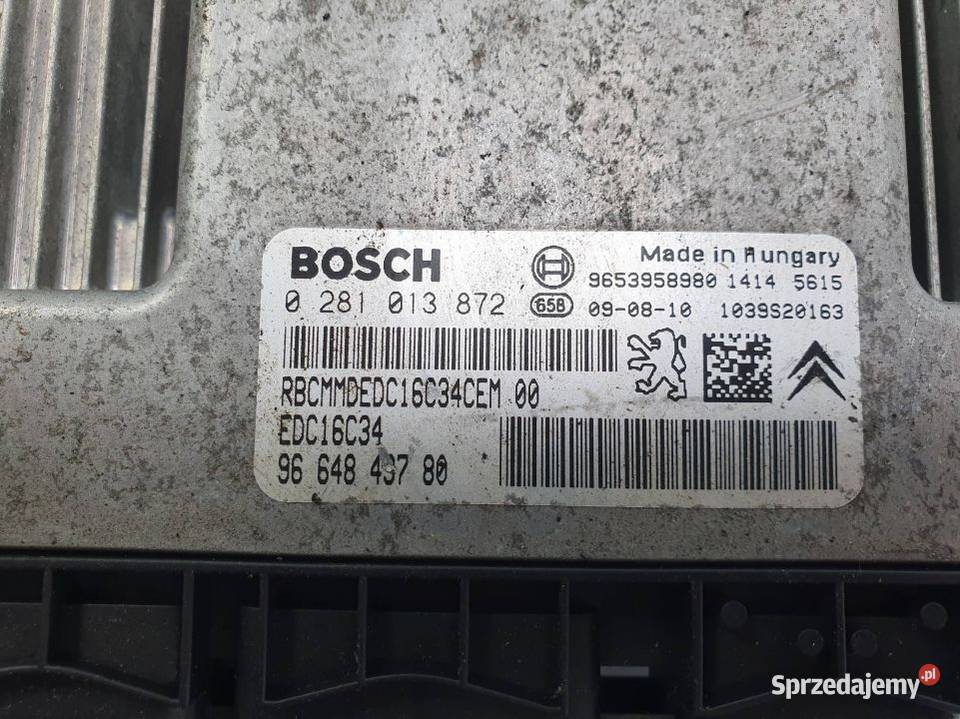 BOSCH
Made in Hungary
9653958980 1414 5615
0 281 013 872
658
09-08-10 1039S20163
RBCMMDEDC16C34CEM 00
EDC16C34
96 648 437 80
Sprzedajemy.pl